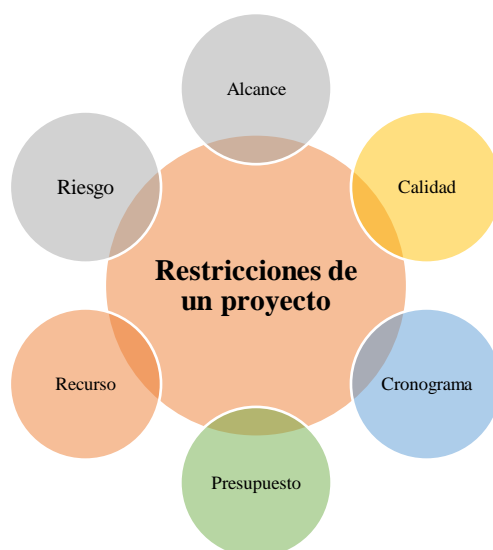 Alcance
Riesgo
Calidad
Restricciones de
un proyecto
Recurso
Cronograma
Presupuesto